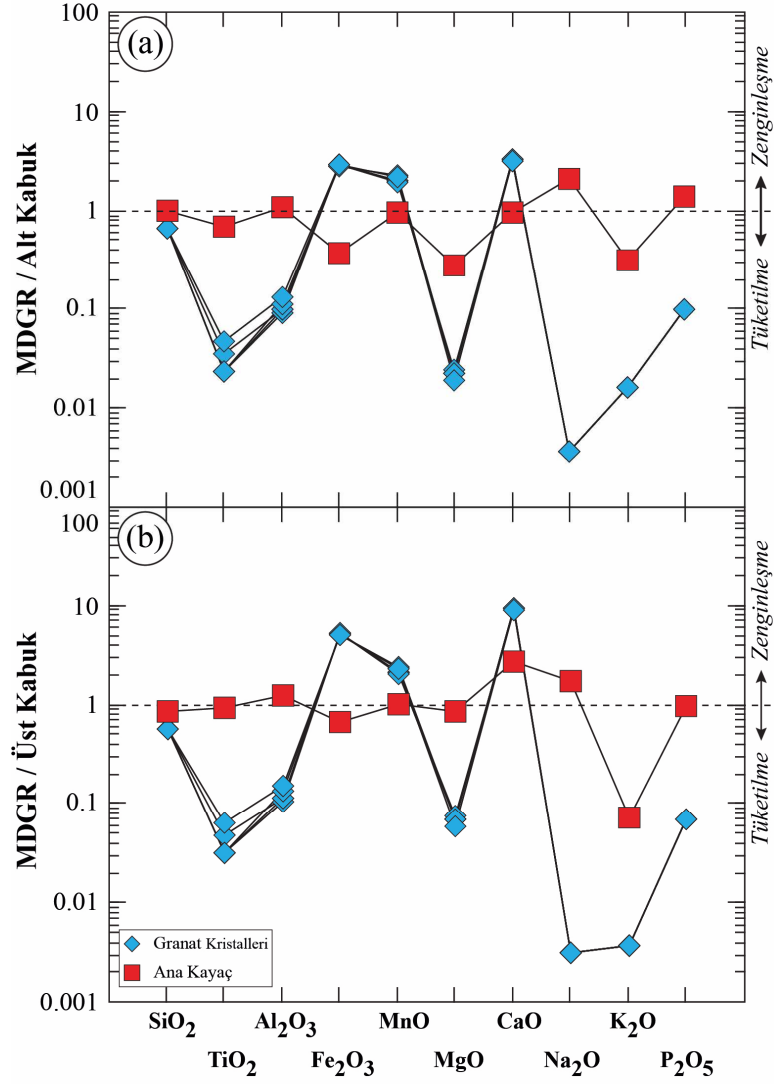 (a)
100
10
1
0.1
0.01
0.001
MDGR / Alt Kabuk
Zenginleşme
Tüketilme
(b)
100
10
1
0.1
0.01
0.001
MDGR / Üst Kabuk
Zenginleşme
Tüketilme
Granat Kristalleri
Ana Kayaç
SiO2 Al2O3 MnO CaO K2O
TiO2 Fe2O3 MgO Na2O P2O5